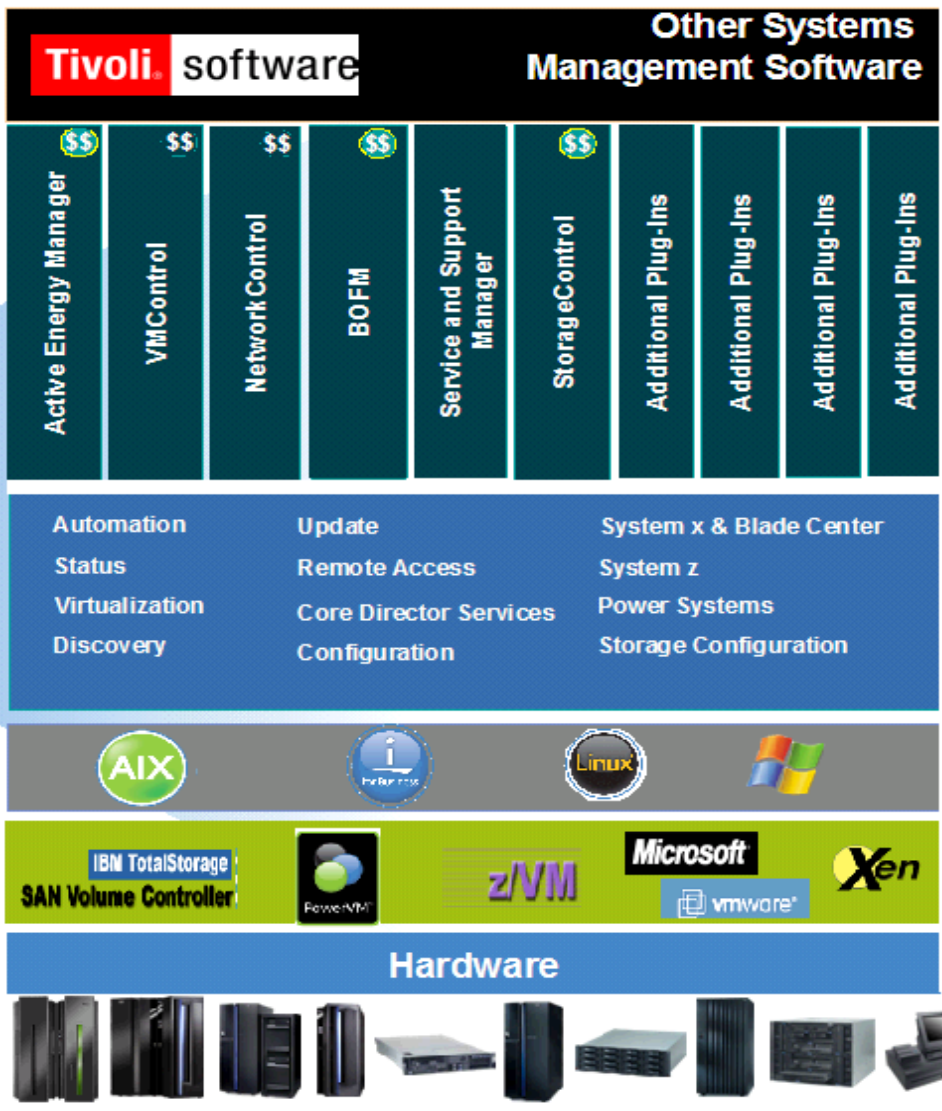 Tivoli. software
Other Systems
Management Software
$$
$$
$$
$$
$$
Active Energy Manager
VMControl
NetworkControl
BOFM
Service and Support
Manager
StorageControl
Additional Plug-Ins
Additional Plug-Ins
Additional Plug-Ins
Additional Plug-Ins
Automation
Status
Virtualization
Discovery
Update
Remote Access
Core Director Services
Configuration
System x & Blade Center
System z
Power Systems
Storage Configuration
AIX
i
for Business
Linux
IBM TotalStorage
SAN Volume Controller
PowerVM
z/VM
Microsoft
vmware
Xen
Hardware